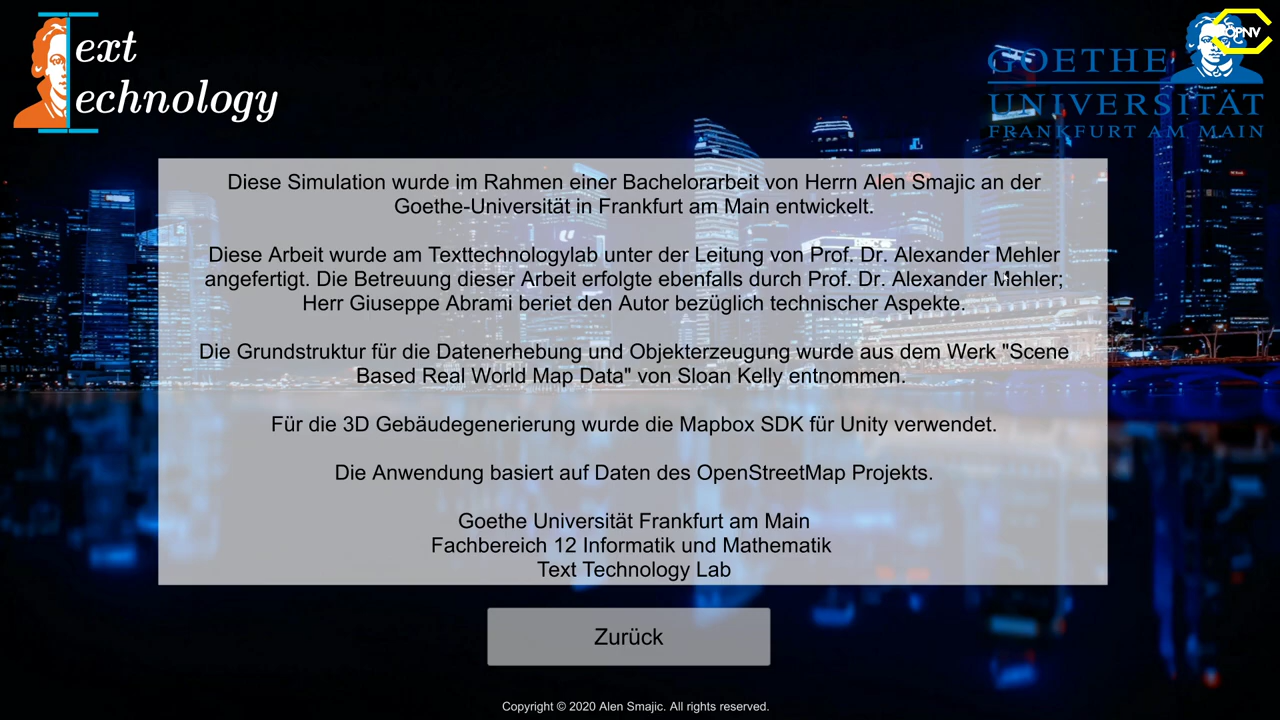 ext
echnology
ÖPNV
GOETHE
UNIVERSITÄT
FRANKFURT AM MAIN
Diese Simulation wurde im Rahmen einer Bachelorarbeit von Herrn Alen Smajic an der
Goethe-Universität in Frankfurt am Main entwickelt.
Diese Arbeit wurde am Texttechnologylab unter der Leitung von Prof. Dr. Alexander Mehler
angefertigt. Die Betreuung dieser Arbeit erfolgte ebenfalls durch Prof. Dr. Alexander Mehler;
Herr Giuseppe Abrami beriet den Autor bezüglich technischer Aspekte.
Die Grundstruktur für die Datenerhebung und Objekterzeugung wurde aus dem Werk "Scene
Based Real World Map Data" von Sloan Kelly entnommen.
Für die 3D Gebäudegenerierung wurde die Mapbox SDK für Unity verwendet.
Die Anwendung basiert auf Daten des OpenStreetMap Projekts.
Goethe Universität Frankfurt am Main
Fachbereich 12 Informatik und Mathematik
Text Technology Lab
Zurück
Copyright © 2020 Alen Smajic. All rights reserved.